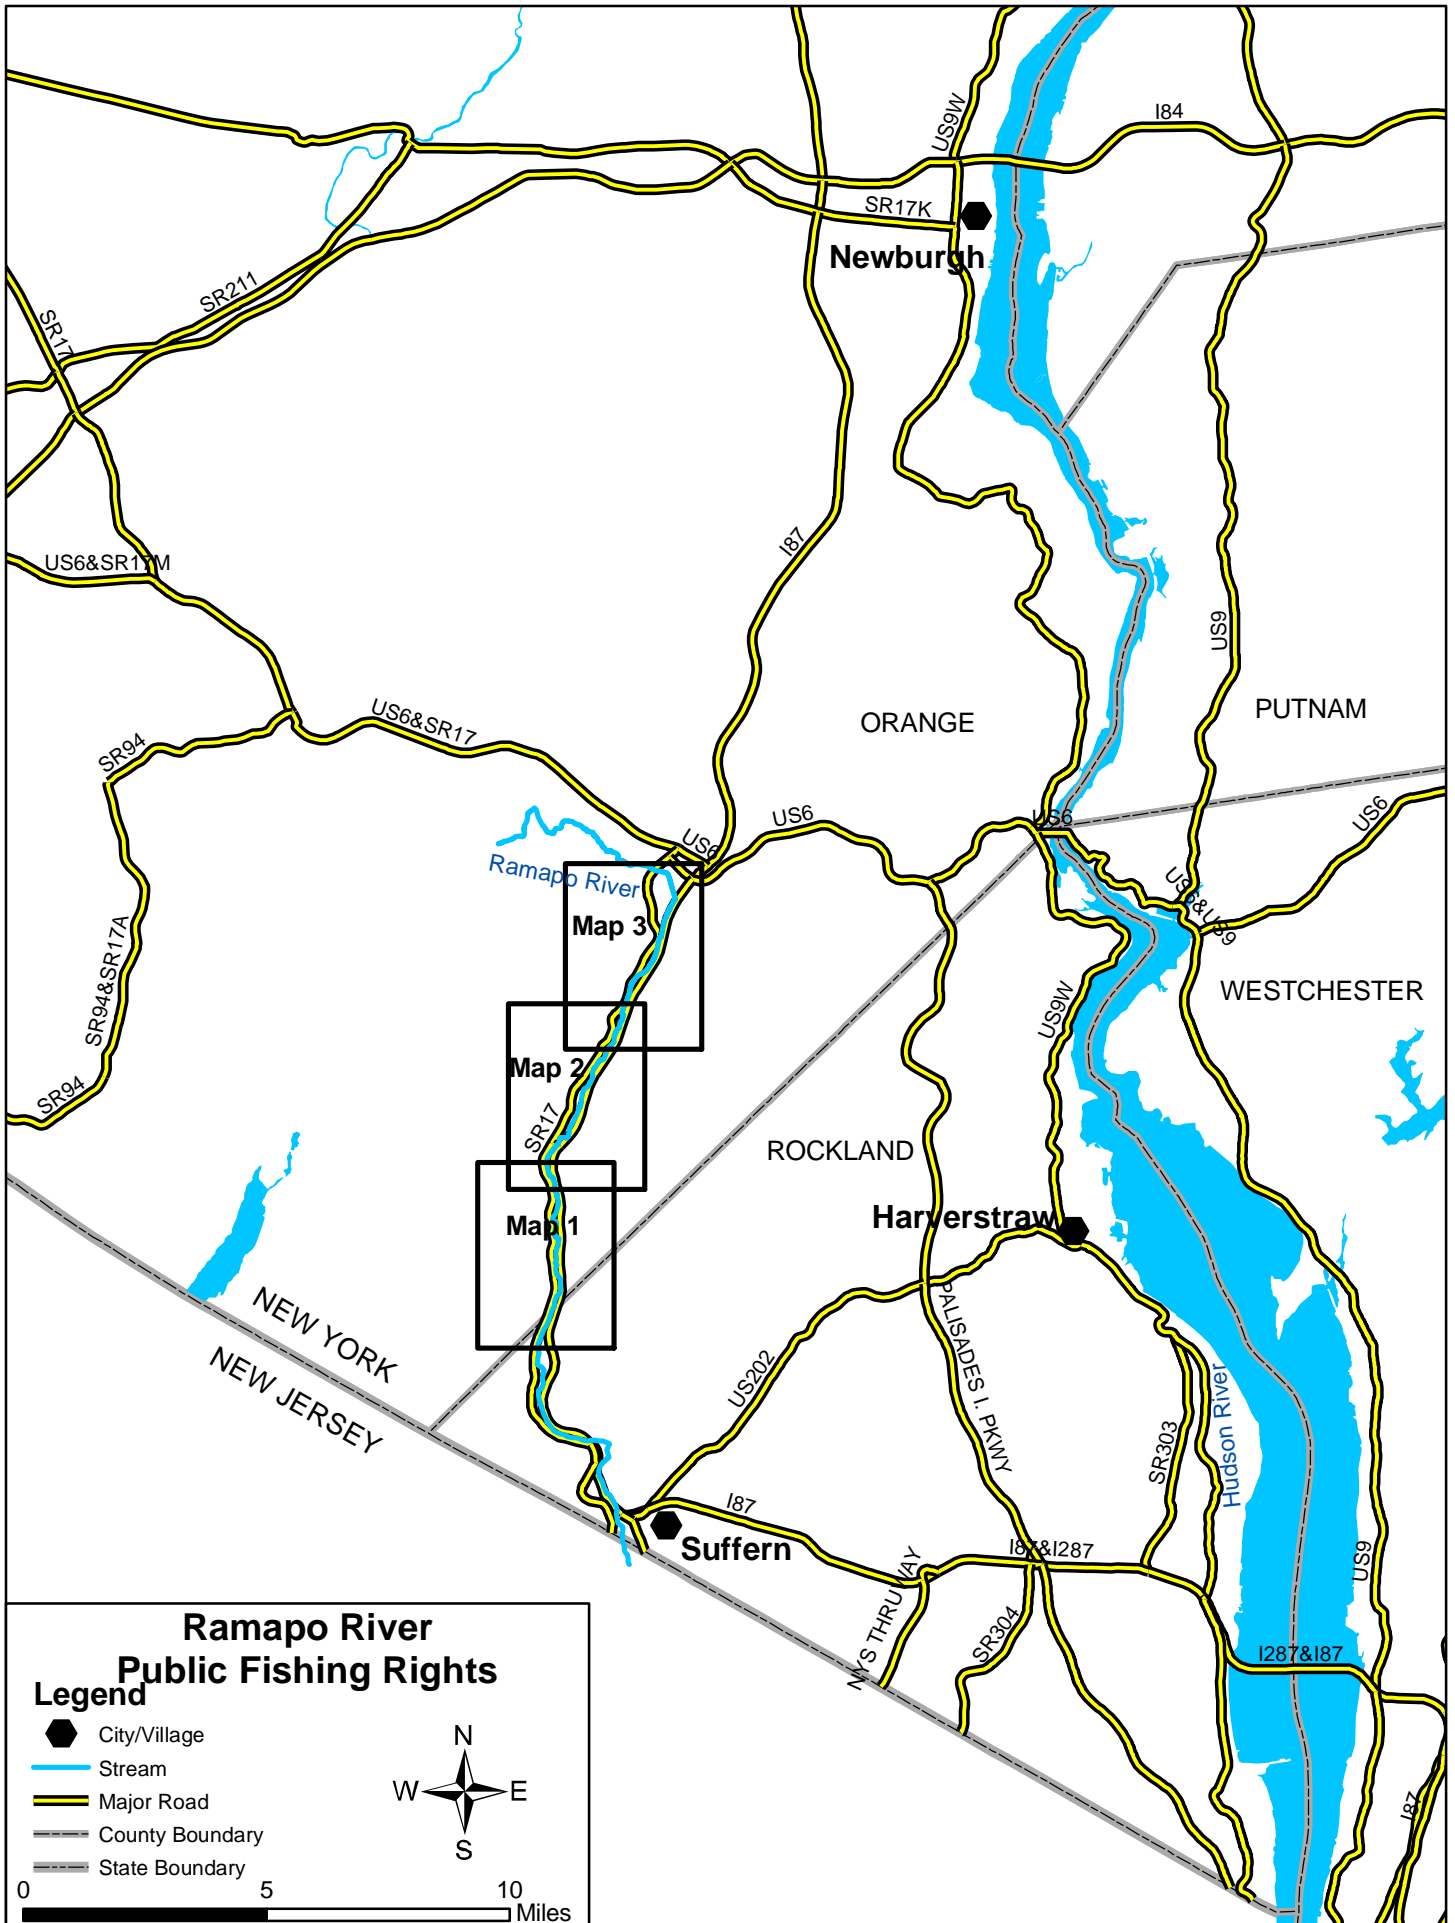 US9W
I84
SR17K
Newburgh
SR211
SR17
I87
US6&SR17M
US9
ORANGE
PUTNAM
US6&SR17
SR94
US6
US6
US6
US6
Ramapo River
US6&US9
Map 3
SR94&SR17A
WESTCHESTER
US9W
Map 2
SR94
SR17
ROCKLAND
Harverstraw
Map 1
NEW YORK
NEW JERSEY
PALISADES I. PKWY
US202
Hudson River
SR303
I87
Suffern
I87&I287
US9
NYS THRUWAY
SR304
I287&I87
I87
Ramapo River
Public Fishing Rights
Legend
City/Village
Stream
Major Road
County Boundary
State Boundary
N
W E
S
0 5 10
Miles